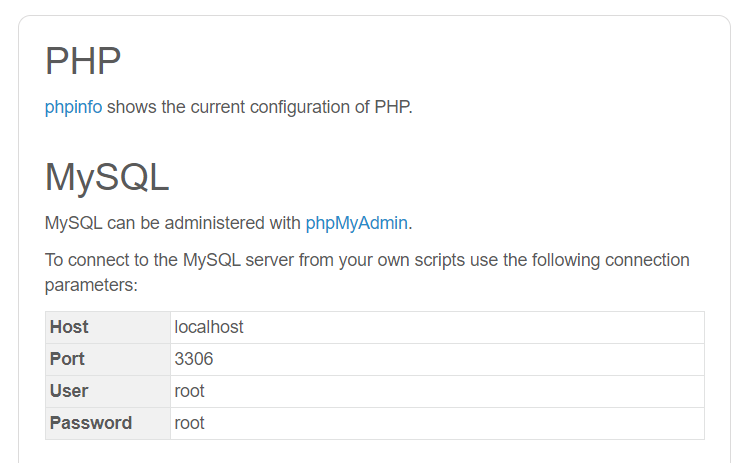 PHP
phpinfo shows the current configuration of PHP.
MySQL
MySQL can be administered with phpMyAdmin.
To connect to the MySQL server from your own scripts use the following connection
parameters:
Host localhost
Port 3306
User root
Password root